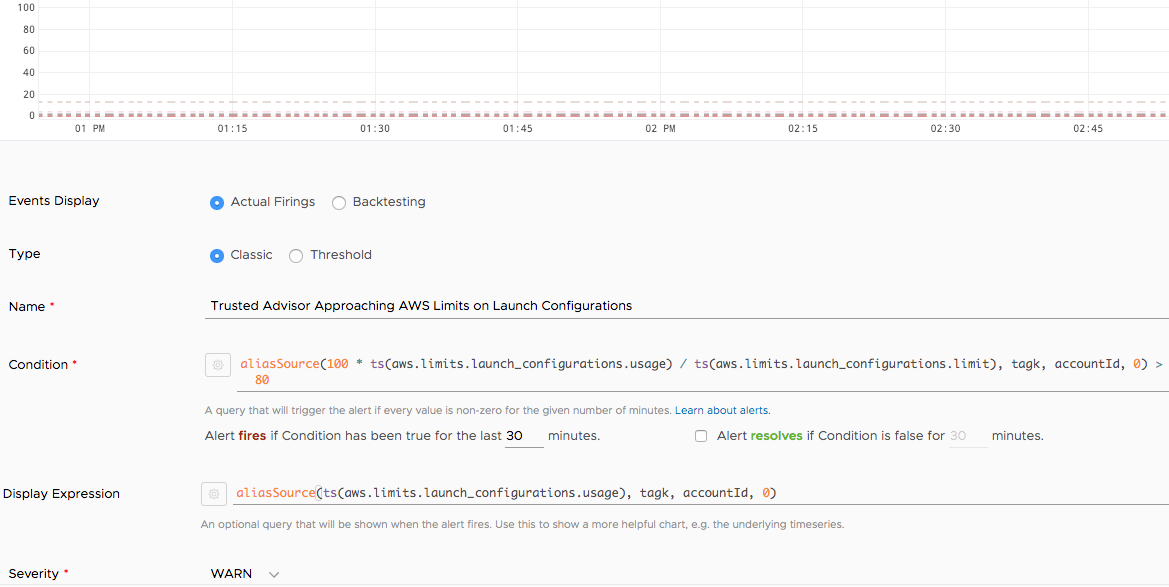 100
80
60
40
20
0
01 PM 01:15 01:30 01:45 02 PM 02:15 02:30 02:45
Events Display Actual Firings Backtesting
Type Classic Threshold
Name * Trusted Advisor Approaching AWS Limits on Launch Configurations
Condition * aliasSource(100 * ts(aws.limits.launch_configurations.usage) / ts(aws.limits.launch_configurations.limit), tagk, accountId, 0) >
80
A query that will trigger the alert if every value is non-zero for the given number of minutes. Learn about alerts.
Alert fires if Condition has been true for the last 30 minutes. Alert resolves if Condition is false for 30 minutes.
Display Expression aliasSource(ts(aws.limits.launch_configurations.usage), tagk, accountId, 0)
An optional query that will be shown when the alert fires. Use this to show a more helpful chart, e.g. the underlying timeseries.
Severity * WARN